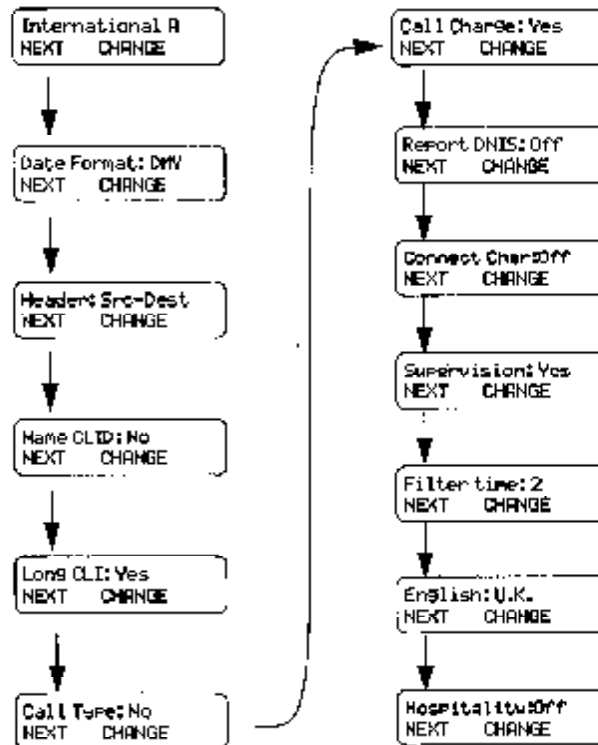 International A
NEXT CHANGE
Date Format: DMY
NEXT CHANGE
Header: Src-Dest
NEXT CHANGE
Name CLID: No
NEXT CHANGE
Long CLI: Yes
NEXT CHANGE
Call Type: No
NEXT CHANGE
Call Charge: Yes
NEXT CHANGE
Report DNIS: Off
NEXT CHANGE
Connect Char:Off
NEXT CHANGE
Supervision: Yes
NEXT CHANGE
Filter time: 2
NEXT CHANGE
English: U.K.
NEXT CHANGE
Hospitality:Off
NEXT CHANGE